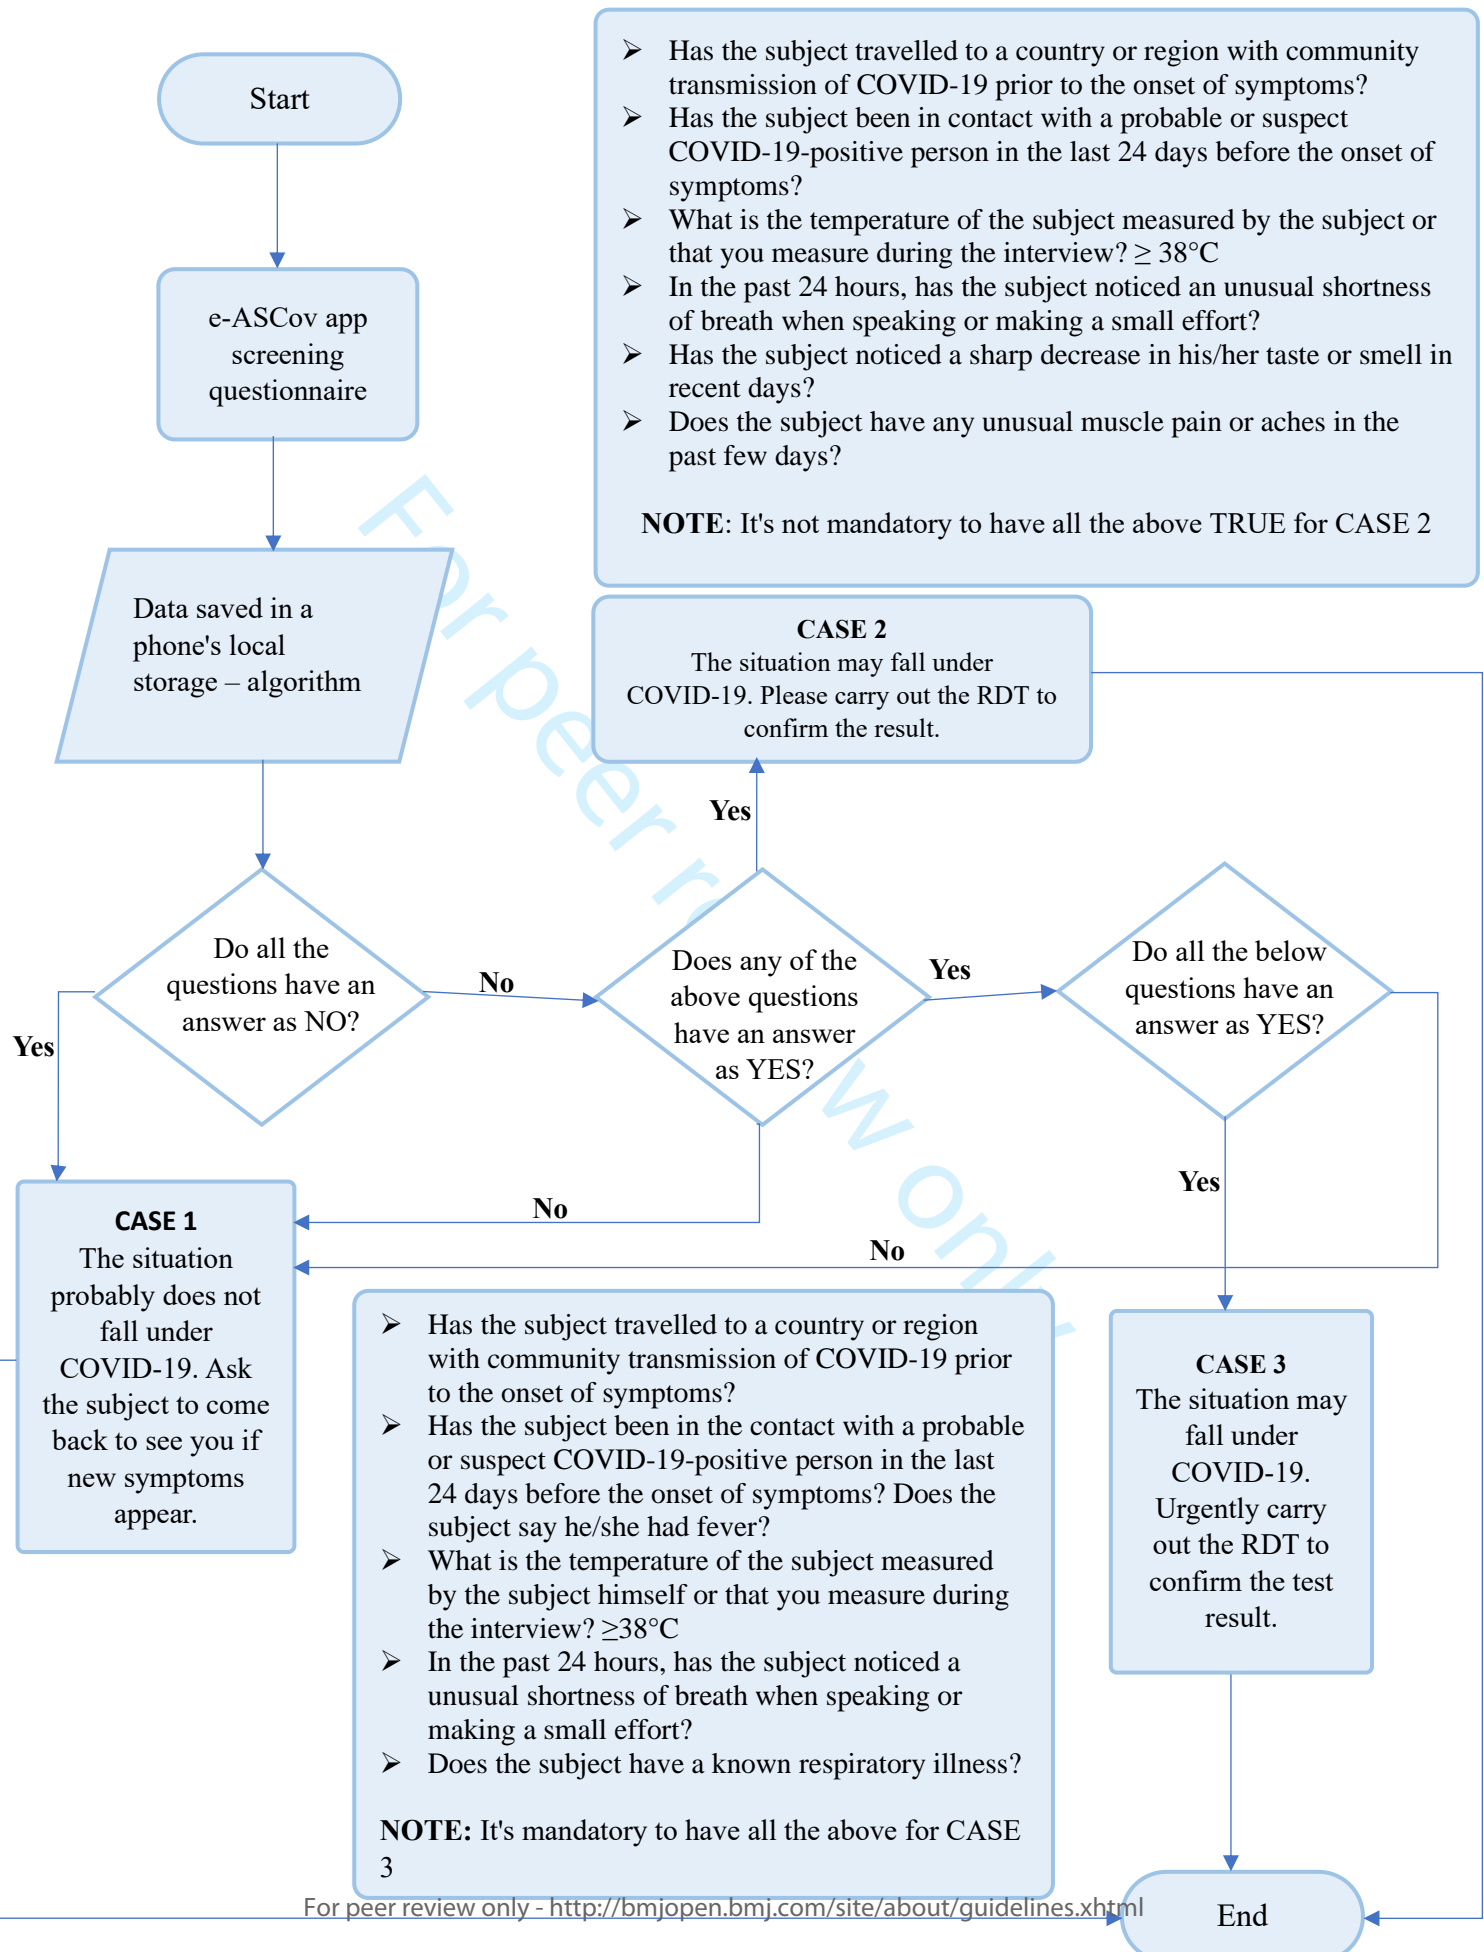 Start
➢ Has the subject travelled to a country or region with community
transmission of COVID-19 prior to the onset of symptoms?
➢ Has the subject been in contact with a probable or suspect
COVID-19-positive person in the last 24 days before the onset of
symptoms?
➢ What is the temperature of the subject measured by the subject or
that you measure during the interview? ≥ 38°C
➢ In the past 24 hours, has the subject noticed an unusual shortness
of breath when speaking or making a small effort?
➢ Has the subject noticed a sharp decrease in his/her taste or smell in
recent days?
➢ Does the subject have any unusual muscle pain or aches in the
past few days?
NOTE: It's not mandatory to have all the above TRUE for CASE 2
e-ASCov app
screening
questionnaire
Data saved in a
phone's local
storage – algorithm
CASE 2
The situation may fall under
COVID-19. Please carry out the RDT to
confirm the result.
Yes
Do all the
questions have an
answer as NO?
No
Does any of the
above questions
have an answer
as YES?
Yes
Do all the below
questions have an
answer as YES?
Yes
Yes
No
No
CASE 1
The situation
probably does not
fall under
COVID-19. Ask
the subject to come
back to see you if
new symptoms
appear.
➢ Has the subject travelled to a country or region
with community transmission of COVID-19 prior
to the onset of symptoms?
➢ Has the subject been in the contact with a probable
or suspect COVID-19-positive person in the last
24 days before the onset of symptoms? Does the
subject say he/she had fever?
➢ What is the temperature of the subject measured
by the subject himself or that you measure during
the interview? ≥38°C
➢ In the past 24 hours, has the subject noticed a
unusual shortness of breath when speaking or
making a small effort?
➢ Does the subject have a known respiratory illness?
NOTE: It's mandatory to have all the above for CASE
3
CASE 3
The situation may
fall under
COVID-19.
Urgently carry
out the RDT to
confirm the test
result.
End
For peer review only
For peer review only - http://bmjopen.bmj.com/site/about/guidelines.xhtml